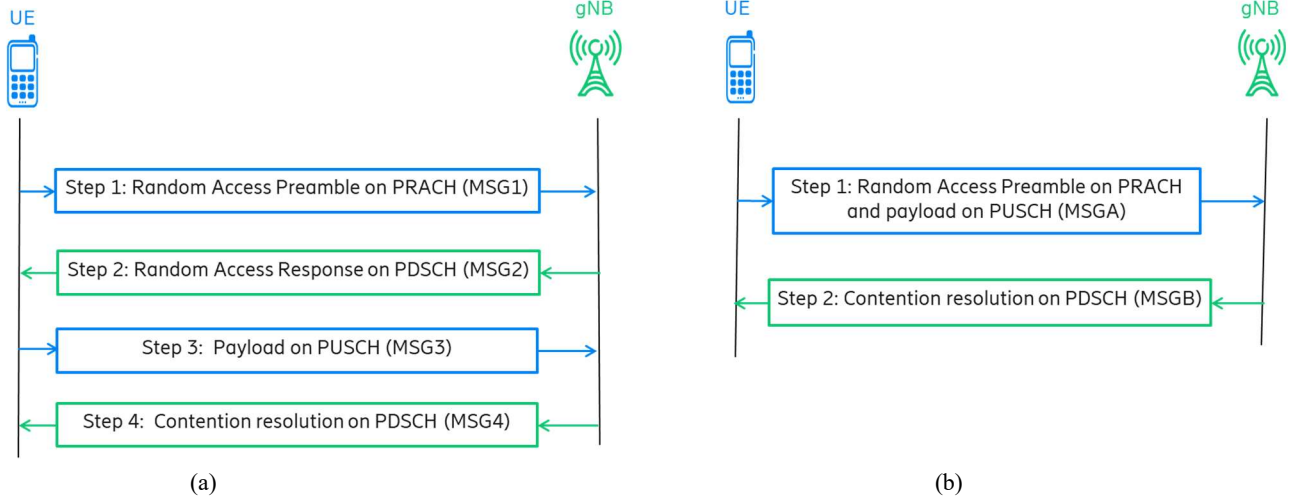 UE
gNB
Step 1: Random Access Preamble on PRACH (MSG1)
Step 2: Random Access Response on PDSCH (MSG2)
Step 3: Payload on PUSCH (MSG3)
Step 4: Contention resolution on PDSCH (MSG4)
(a)
UE
gNB
Step 1: Random Access Preamble on PRACH
and payload on PUSCH (MSGA)
Step 2: Contention resolution on PDSCH (MSGB)
(b)